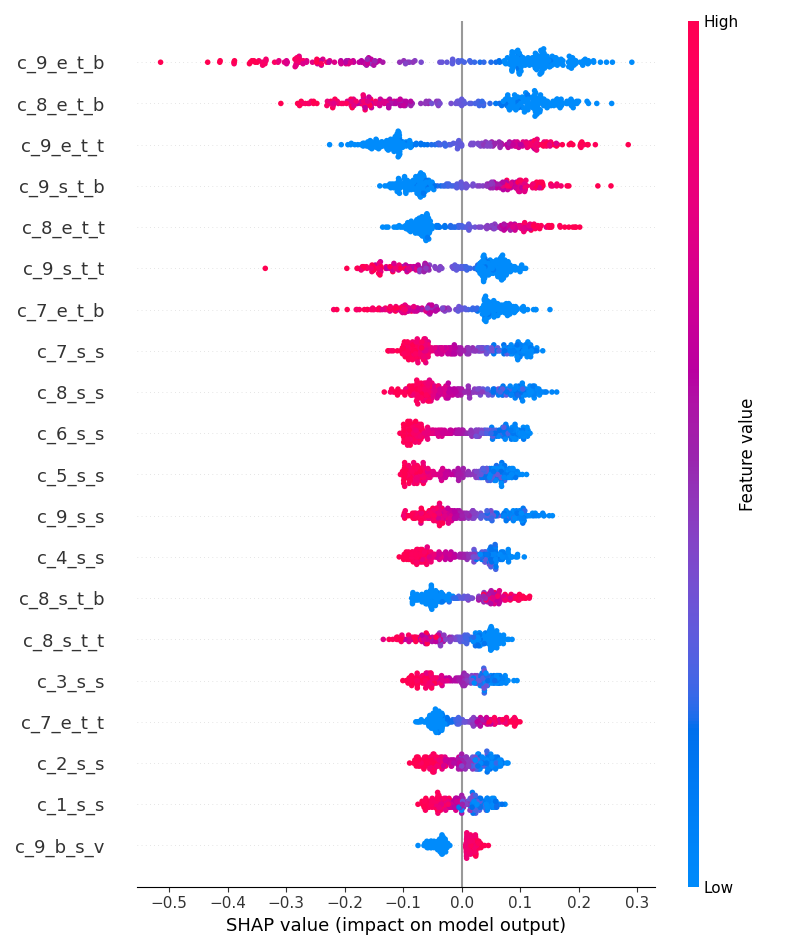 High
c_9_e_t_b
c_8_e_t_b
c_9_e_t_t
c_9_s_t_b
c_8_e_t_t
c_9_s_t_t
c_7_e_t_b
c_7_s_s
c_8_s_s
c_6_s_s
c_5_s_s
c_9_s_s
c_4_s_s
c_8_s_t_b
c_8_s_t_t
c_3_s_s
c_7_e_t_t
c_2_s_s
c_1_s_s
c_9_b_s_v
Feature value
Low
−0.5 −0.4 −0.3 −0.2 −0.1 0.0 0.1 0.2 0.3
SHAP value (impact on model output)